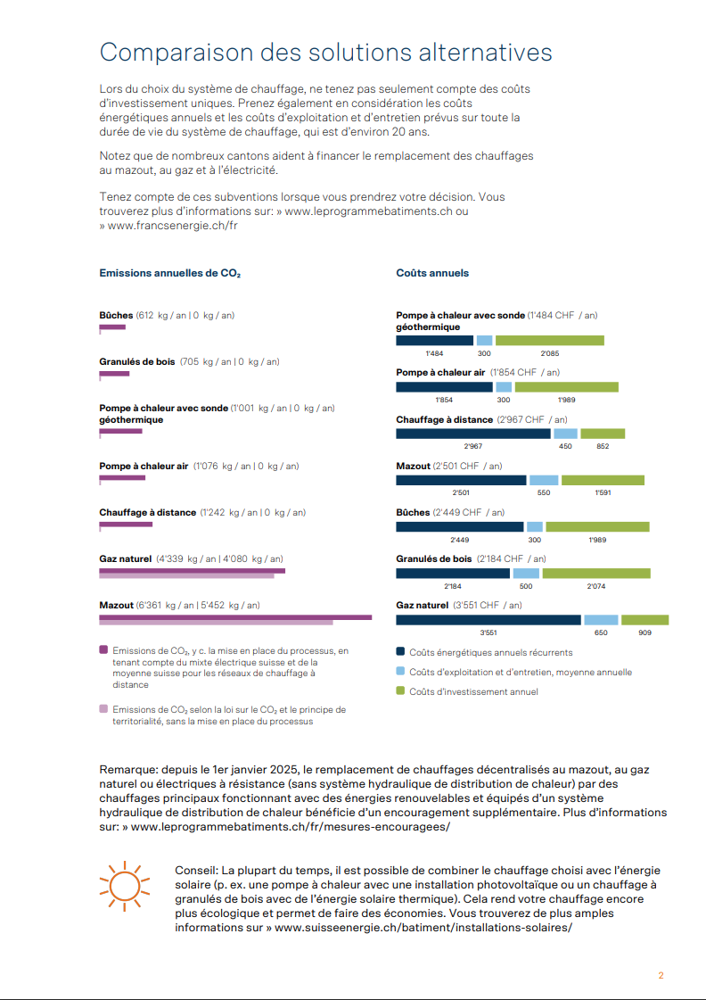 Comparaison des solutions alternatives
Lors du choix du système de chauffage, ne tenez pas seulement compte des coûts
d'investissement uniques. Prenez également en considération les coûts
énergétiques annuels et les coûts d'exploitation et d'entretien prévus sur toute la
durée de vie du système de chauffage, qui est d'environ 20 ans.
Notez que de nombreux cantons aident à financer le remplacement des chauffages
au mazout, au gaz et à l'électricité.
Tenez compte de ces subventions lorsque vous prendrez votre décision. Vous
trouverez plus d'informations sur: » www.leprogrammebatiments.ch ou
» www.francsenergie.ch/fr
Emissions annuelles de CO₂
Bûches (612 kg / an | 0 kg / an)
Granulés de bois (705 kg / an | 0 kg / an)
Pompe à chaleur avec sonde (1'001 kg / an | 0 kg / an)
géothermique
Pompe à chaleur air (1'076 kg / an | 0 kg / an)
Chauffage à distance (1'242 kg / an | 0 kg / an)
Gaz naturel (4'339 kg / an | 4'080 kg / an)
Mazout (6'361 kg / an | 5'452 kg / an)
Emissions de CO₂, y c. la mise en place du processus, en
tenant compte du mixte électrique suisse et de la
moyenne suisse pour les réseaux de chauffage à
distance
Emissions de CO₂ selon la loi sur le CO₂ et le principe de
territorialité, sans la mise en place du processus
Coûts annuels
Pompe à chaleur avec sonde (1'484 CHF / an)
géothermique
1'484 300 2'085
Pompe à chaleur air (1'854 CHF / an)
1'854 300 1'989
Chauffage à distance (2'967 CHF / an)
2'967 450 852
Mazout (2'501 CHF / an)
2'501 550 1'591
Bûches (2'449 CHF / an)
2'449 300 1'989
Granulés de bois (2'184 CHF / an)
2'184 500 2'074
Gaz naturel (3'551 CHF / an)
3'551 650 909
Coûts énergétiques annuels récurrents
Coûts d'exploitation et d'entretien, moyenne annuelle
Coûts d'investissement annuel
Remarque: depuis le 1er janvier 2025, le remplacement de chauffages décentralisés au mazout, au gaz
naturel ou électriques à résistance (sans système hydraulique de distribution de chaleur) par des
chauffages principaux fonctionnant avec des énergies renouvelables et équipés d'un système
hydraulique de distribution de chaleur bénéficie d'un encouragement supplémentaire. Plus d'informations
sur: » www.leprogrammebatiments.ch/fr/mesures-encouragees/
Conseil: La plupart du temps, il est possible de combiner le chauffage choisi avec l'énergie
solaire (p. ex. une pompe à chaleur avec une installation photovoltaïque ou un chauffage à
granulés de bois avec de l'énergie solaire thermique). Cela rend votre chauffage encore
plus écologique et permet de faire des économies. Vous trouverez de plus amples
informations sur » www.suisseenergie.ch/batiment/installations-solaires/
2